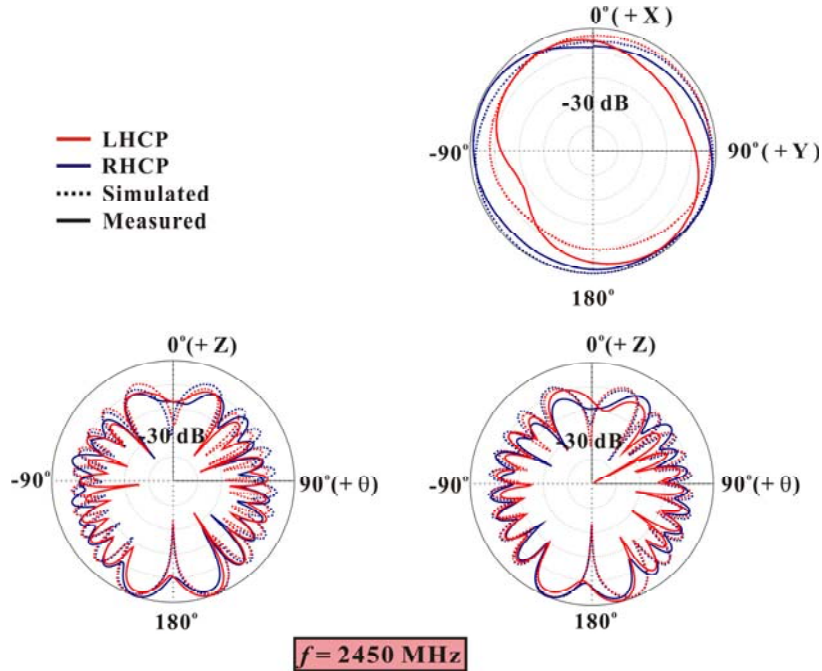 0°(+ X)
-30 dB
LHCP
RHCP
Simulated
Measured
-90°
90°(+ Y)
180°
0°(+ Z)
0°(+ Z)
-30 dB
-30 dB
-90°
90°(+ θ)
-90°
90°(+ θ)
180°
180°
f = 2450 MHz